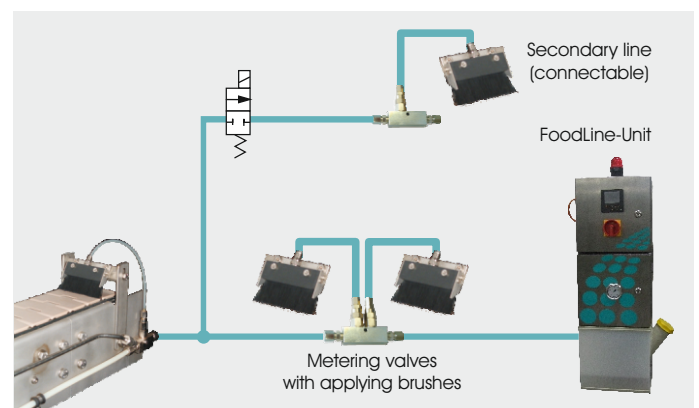 Secondary line
(connectable)
FoodLine-Unit
Metering valves
with applying brushes